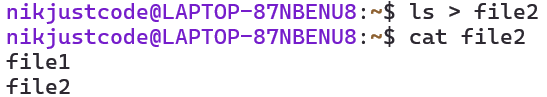 nikjustcode@LAPTOP-87NBENU8:~$ ls > file2
nikjustcode@LAPTOP-87NBENU8:~$ cat file2
file1
file2